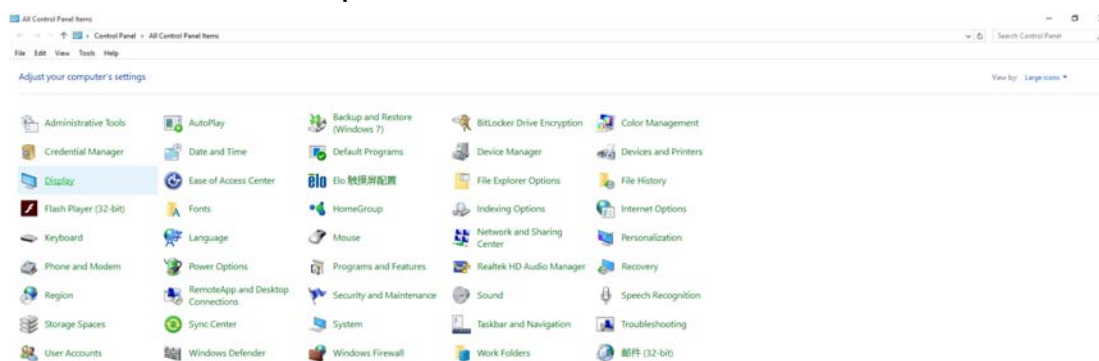 All Control Panel Items
Control Panel > All Control Panel Items
Search Control Panel
File Edit View Tools Help
Adjust your computer's settings
View by: Large icons
Administrative Tools
AutoPlay
Backup and Restore
(Windows 7)
BitLocker Drive Encryption
Color Management
Credential Manager
Date and Time
Default Programs
Device Manager
Devices and Printers
Display
Ease of Access Center
elo Elo 触摸屏配置
File Explorer Options
File History
Flash Player (32-bit)
Fonts
HomeGroup
Indexing Options
Internet Options
Keyboard
Language
Mouse
Network and Sharing
Center
Personalization
Phone and Modem
Power Options
Programs and Features
Realtek HD Audio Manager
Recovery
Region
RemoteApp and Desktop
Connections
Security and Maintenance
Sound
Speech Recognition
Storage Spaces
Sync Center
System
Taskbar and Navigation
Troubleshooting
User Accounts
Windows Defender
Windows Firewall
Work Folders
邮件 (32-bit)